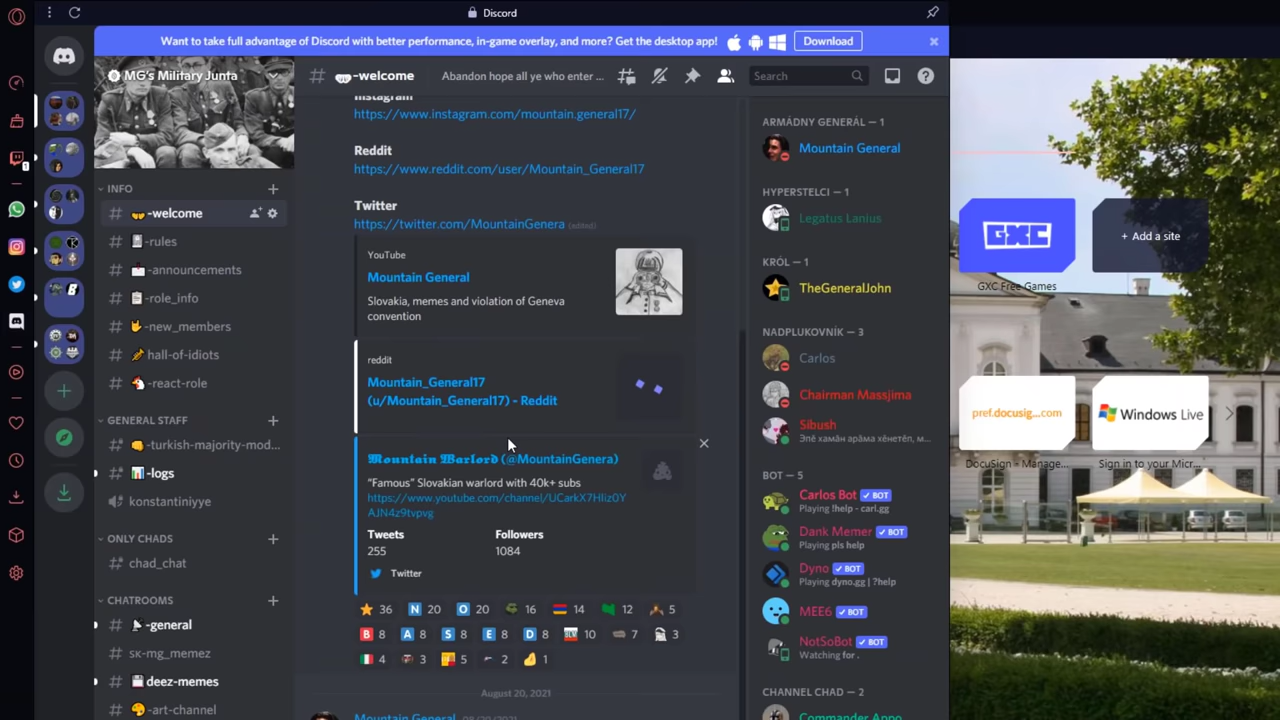 Discord
Want to take full advantage of Discord with better performance, in-game overlay, and more? Get the desktop app!
Download
MG's Military Junta
-welcome
Abandon hope all ye who enter ...
Search
INFO
-welcome
-rules
-announcements
-role_info
-new_members
hall-of-idiots
-react-role
GENERAL STAFF
-turkish-majority-mod...
-logs
konstantiniyye
ONLY CHADS
chad_chat
CHATROOMS
-general
sĸ-mg_memez
deez-memes
-art-channel
Instagram
https://www.instagram.com/mountain.general17/
Reddit
https://www.reddit.com/user/Mountain_General17
Twitter
https://twitter.com/MountainGenera (edited)
YouTube
Mountain General
Slovakia, memes and violation of Geneva
convention
reddit
Mountain_General17
(u/Mountain_General17) - Reddit
𝕸𝖔𝖚𝖓𝖙𝖆𝖎𝖓 𝖂𝖆𝖗𝖑𝖔𝖗𝖉 (@MountainGenera)
“Famous” Slovakian warlord with 40k+ subs
https://www.youtube.com/channel/UCarkX7Hliz0Y
AJN4z9tvpvg
Tweets
Followers
255
1084
Twitter
36
N 20
O 20
16
14
12
5
B 8
A 8
S 8
E 8
D 8
10
7
3
4
3
5
2
1
August 20, 2021
Mountain General
ARMÁDNY GENERÁL — 1
Mountain General
HYPERSTELCI — 1
Legatus Lanius
KRÓL — 1
TheGeneralJohn
NADPLUKOVNÍK — 3
Carlos
Chairman Massjima
Sibush
BOT — 5
Carlos Bot ✔ BOT
Playing !help - carl.gg
Dank Memer ✔ BOT
Playing pls help
Dyno ✔ BOT
Playing dyno.gg | ?help
MEE6 ✔ BOT
NotSoBot ✔ BOT
Watching for .
CHANNEL CHAD — 2
Commander Appo
GXC
GXC Free Games
+ Add a site
pref.docusig...com
DocuSign - Manage...
Windows Live
Sign in to your Micr...